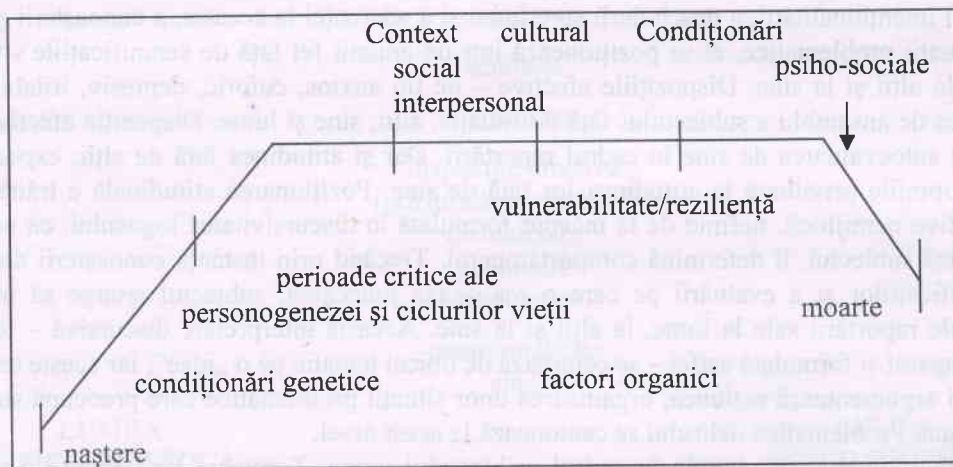 Context cultural Condiționări
social psiho-sociale
interpersonal
vulnerabilitate/reziliență
perioade critice ale
personogenezei și ciclurilor vieții
moarte
condiționări genetice factori organici
naștere